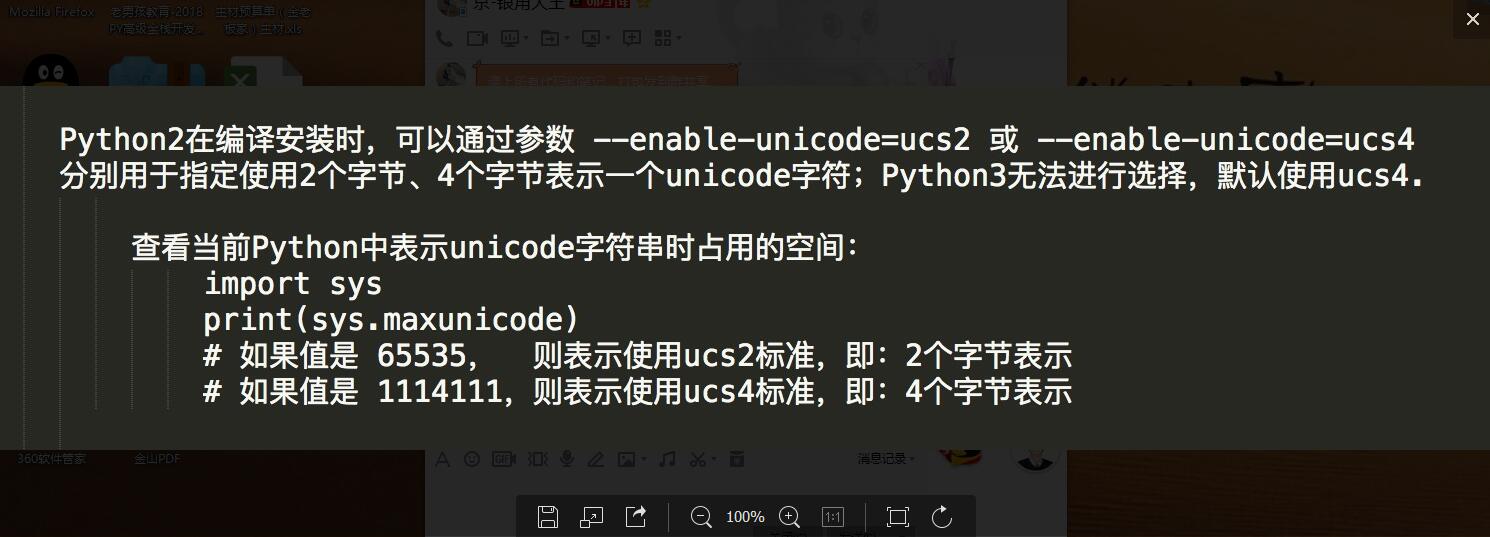 Mozilla Firefox
老男孩教育-2018 主材预算单（金老
PY高级全栈开发... 板家）主材.xls
京-银角大王
Python2在编译安装时，可以通过参数 --enable-unicode=ucs2 或 --enable-unicode=ucs4
分别用于指定使用2个字节、4个字节表示一个unicode字符；Python3无法进行选择，默认使用ucs4.
查看当前Python中表示unicode字符串时占用的空间：
import sys
print(sys.maxunicode)
# 如果值是 65535,   则表示使用ucs2标准，即：2个字节表示
# 如果值是 1114111，则表示使用ucs4标准，即：4个字节表示
360软件管家 金山PDF
GIF
消息记录
100%
1:1